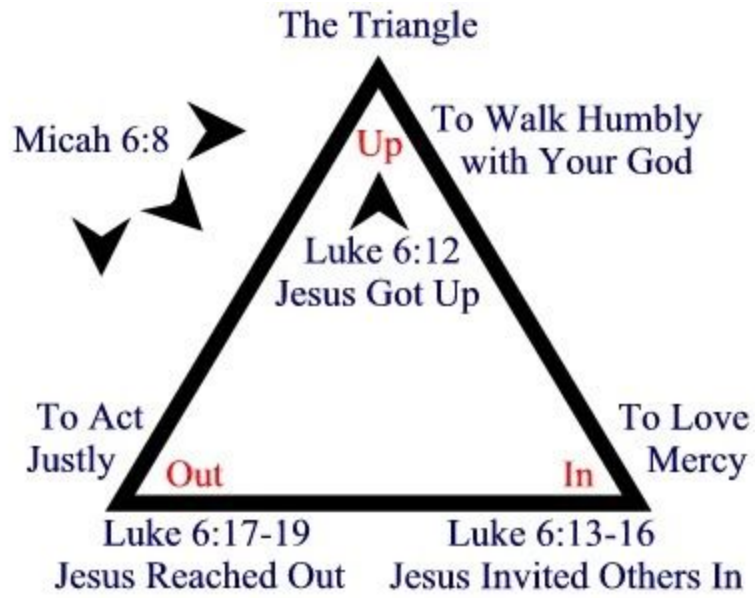 The Triangle
Micah 6:8
Up
To Walk Humbly
with Your God
Luke 6:12
Jesus Got Up
To Act
Justly
Out
In
To Love
Mercy
Luke 6:17-19
Jesus Reached Out
Luke 6:13-16
Jesus Invited Others In